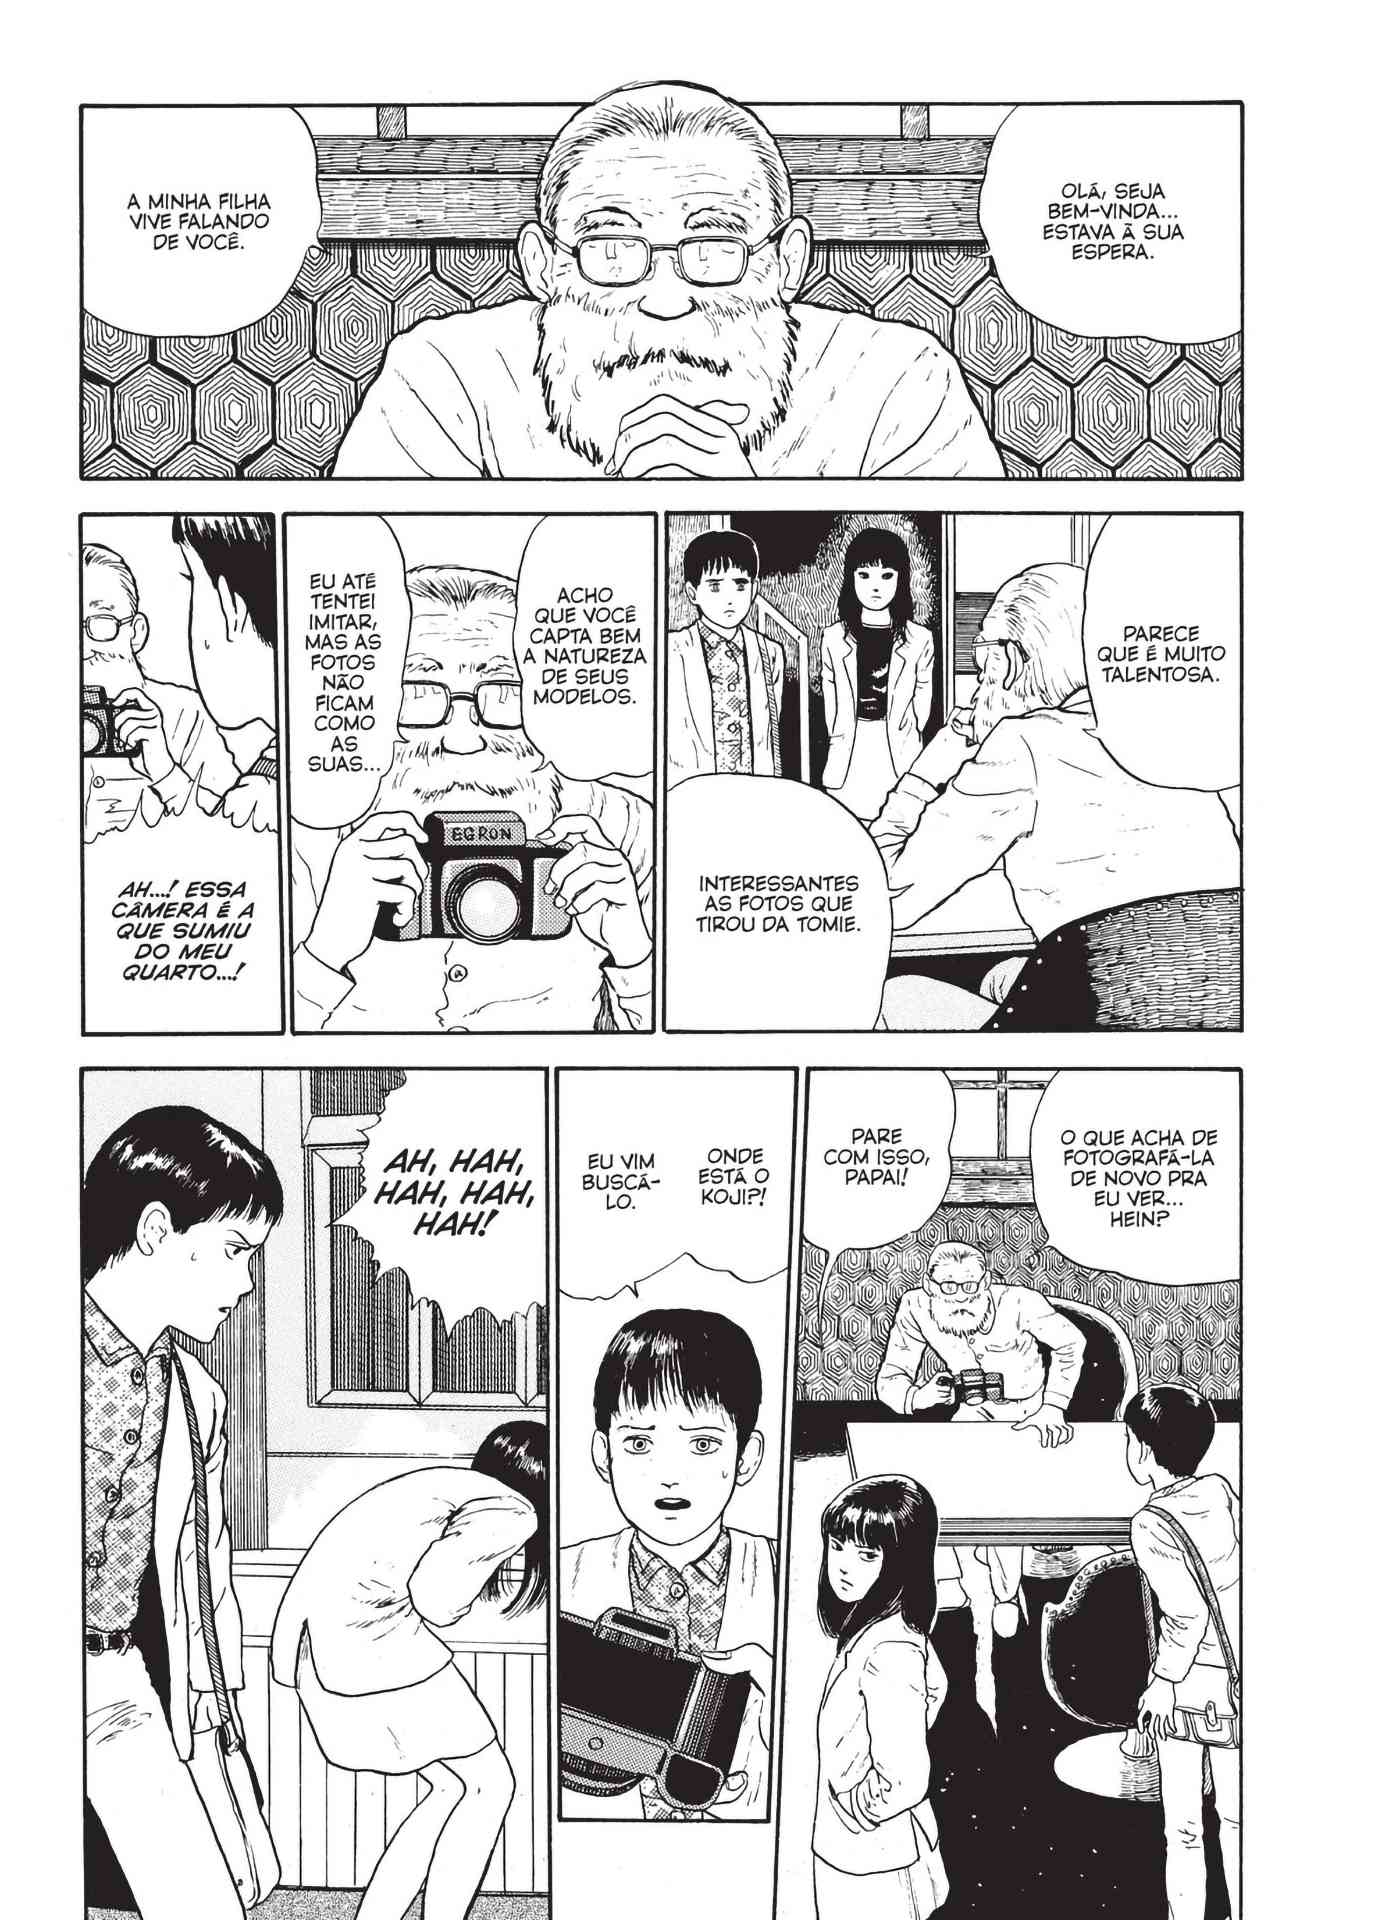 OLÁ, SEJA
BEM-VINDA...
ESTAVA À SUA
ESPERA.
A MINHA FILHA
VIVE FALANDO
DE VOCÊ.
PARECE
QUE É MUITO
TALENTOSA.
INTERESSANTES
AS FOTOS QUE
TIROU DA TOMIE.
ACHO
QUE VOCÊ
CAPTA BEM
A NATUREZA
DE SEUS
MODELOS.
EU ATÉ
TENTEI
IMITAR,
MAS AS
FOTOS
NÃO
FICAM
COMO
AS
SUAS...
EGRON
AH...! ESSA
CÂMERA É A
QUE SUMIU
DO MEU
QUARTO...!
O QUE ACHA DE
FOTOGRAFÁ-LA
DE NOVO PRA
EU VER...
HEIN?
PARE
COM ISSO,
PAPAI!
ONDE
ESTÁ O
KOJI?!
EU VIM
BUSCÁ-
LO.
AH, HAH,
HAH, HAH,
HAH!